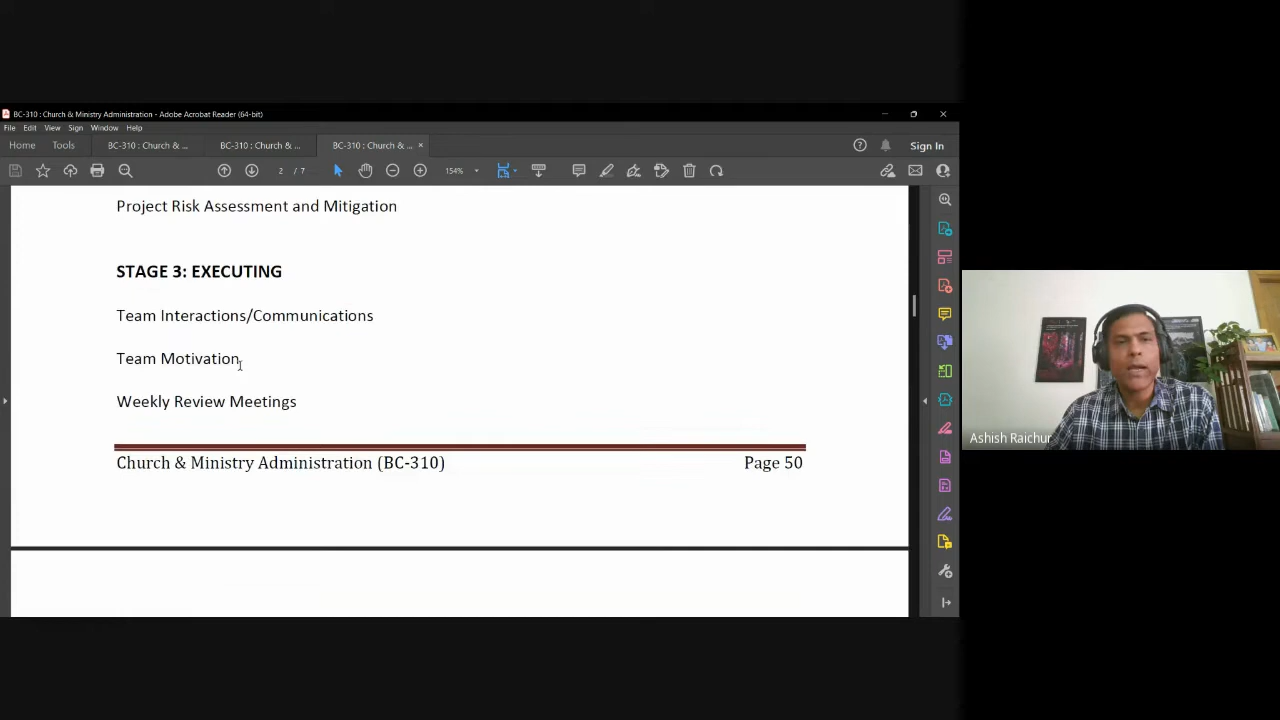 BC-310 : Church & Ministry Administration - Adobe Acrobat Reader (64-bit)
File Edit View Sign Window Help
Home Tools BC-310 : Church & ... BC-310 : Church & ... BC-310 : Church & ... × Sign In
2 / 7 154%
Project Risk Assessment and Mitigation
STAGE 3: EXECUTING
Team Interactions/Communications
Team Motivation
Weekly Review Meetings
Church & Ministry Administration (BC-310) Page 50
Ashish Raichur